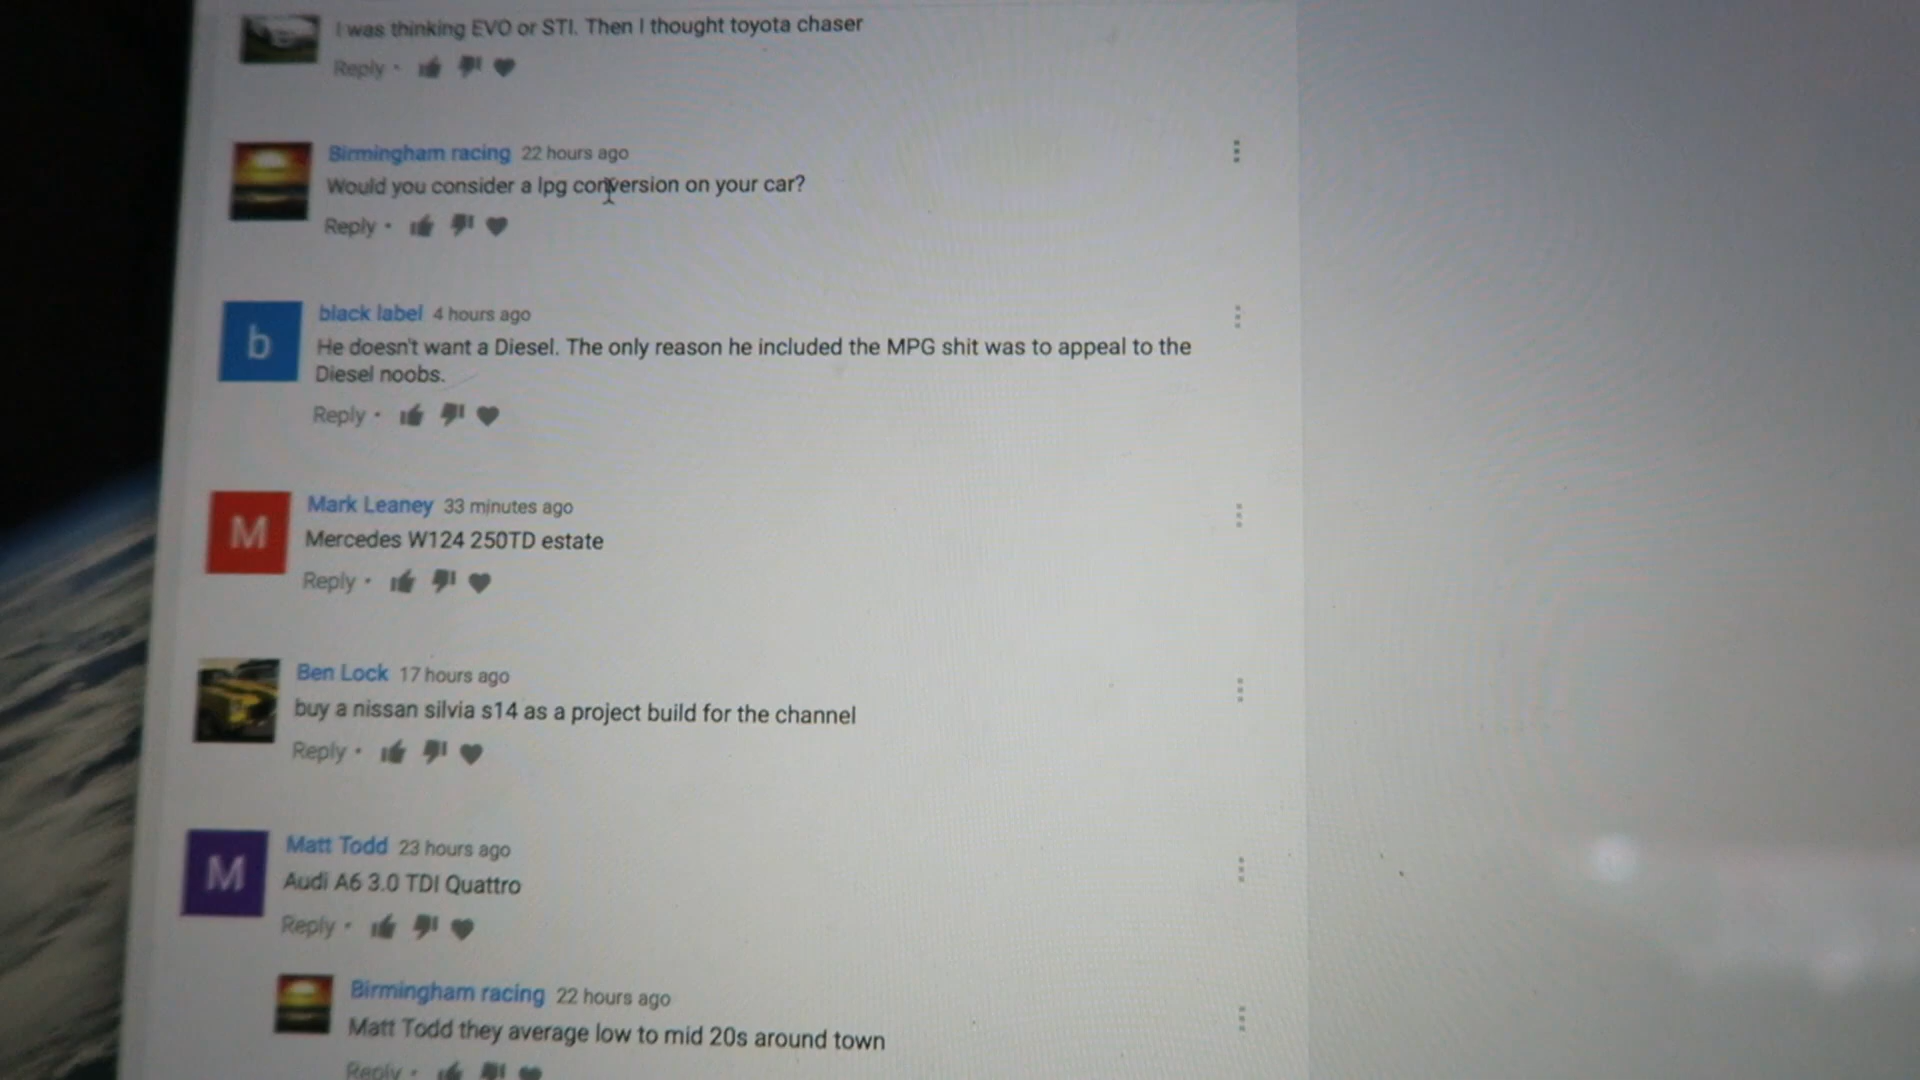 I was thinking EVO or STI. Then I thought toyota chaser
Reply •
Birmingham racing 22 hours ago
Would you consider a lpg conversion on your car?
Reply •
b
black label 4 hours ago
He doesn't want a Diesel. The only reason he included the MPG shit was to appeal to the
Diesel noobs.
Reply •
M
Mark Leaney 33 minutes ago
Mercedes W124 250TD estate
Reply •
Ben Lock 17 hours ago
buy a nissan silvia s14 as a project build for the channel
Reply •
M
Matt Todd 23 hours ago
Audi A6 3.0 TDI Quattro
Reply •
Birmingham racing 22 hours ago
Matt Todd they average low to mid 20s around town
Reply •